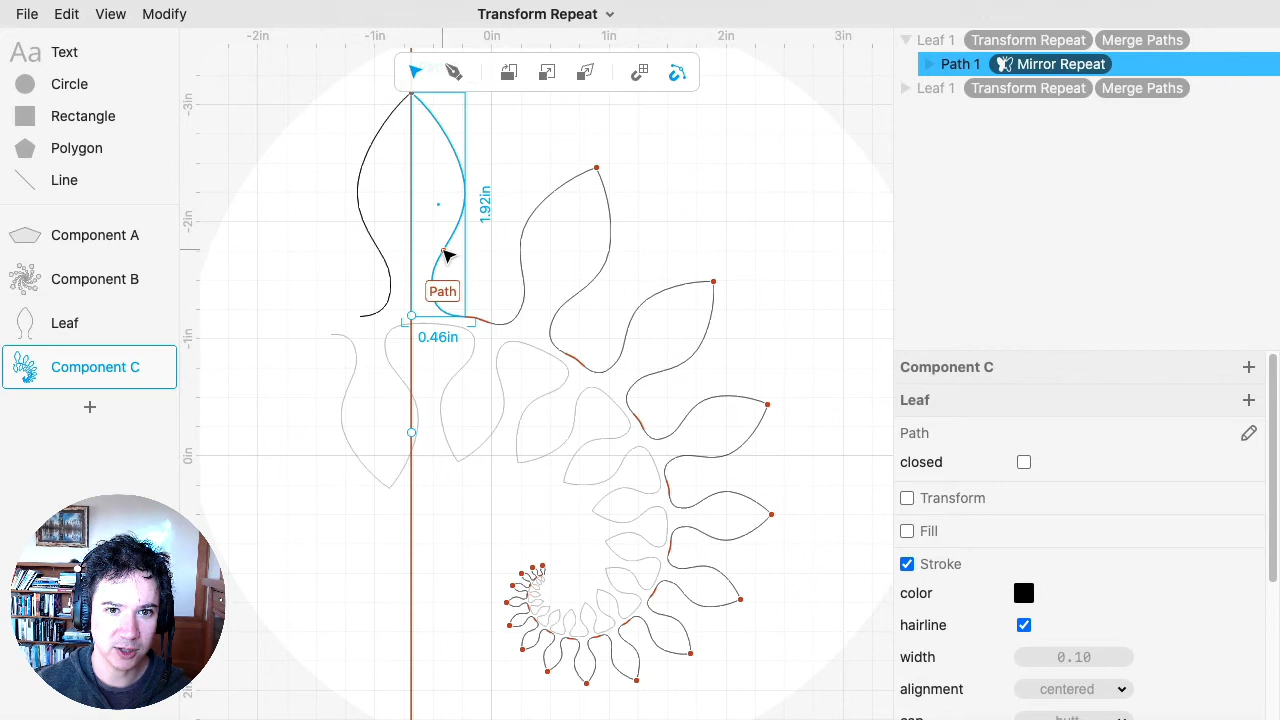 File Edit View Modify
Transform Repeat
Aa Text
Circle
Rectangle
Polygon
Line
Component A
Component B
Leaf
Component C
+
-2in -1in 0in 1in 2in 3in
-3in
-2in
-1in
0in
1in
1.92in
Path
0.46in
Leaf 1 Transform Repeat Merge Paths
Path 1 Mirror Repeat
Leaf 1 Transform Repeat Merge Paths
Component C +
Leaf +
Path
closed
Transform
Fill
Stroke
color
hairline
width 0.10
alignment centered